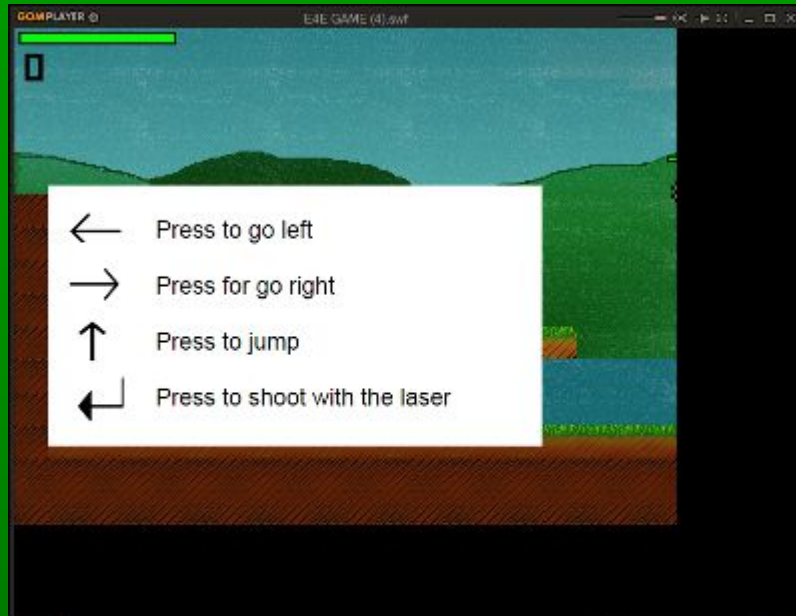 GOMPLAYER E4E GAME (4).swf
0
Press to go left
Press for go right
Press to jump
Press to shoot with the laser